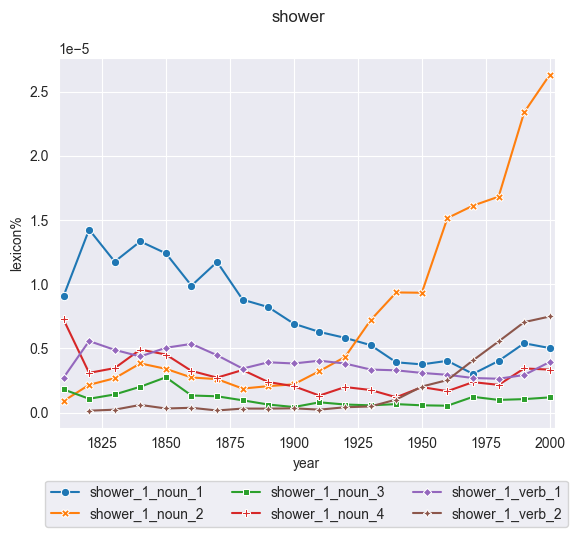 shower
1e−5
2.5
2.0
1.5
1.0
0.5
0.0
lexicon%
1825 1850 1875 1900 1925 1950 1975 2000
year
shower_1_noun_1 shower_1_noun_3 shower_1_verb_1
shower_1_noun_2 shower_1_noun_4 shower_1_verb_2